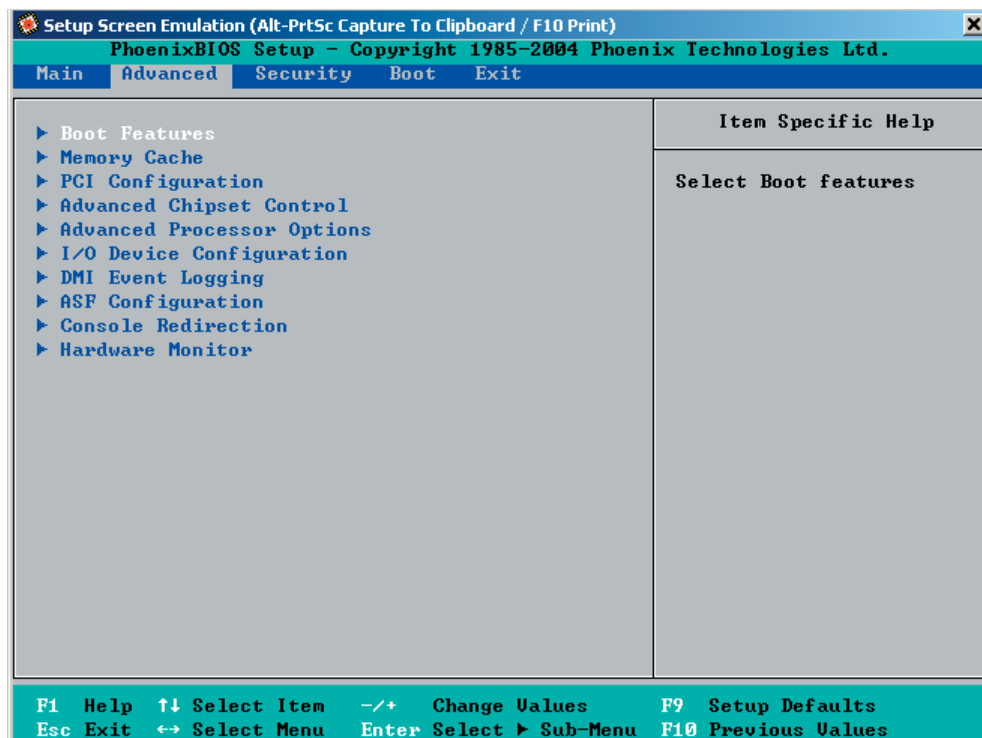 Setup Screen Emulation (Alt-PrtSc Capture To Clipboard / F10 Print)
PhoenixBIOS Setup - Copyright 1985-2004 Phoenix Technologies Ltd.
Main Advanced Security Boot Exit
Boot Features
Memory Cache
PCI Configuration
Advanced Chipset Control
Advanced Processor Options
I/O Device Configuration
DMI Event Logging
ASF Configuration
Console Redirection
Hardware Monitor
Item Specific Help
Select Boot features
F1 Help ↑↓ Select Item -/+ Change Values F9 Setup Defaults
Esc Exit ↔ Select Menu Enter Select ▶ Sub-Menu F10 Previous Values